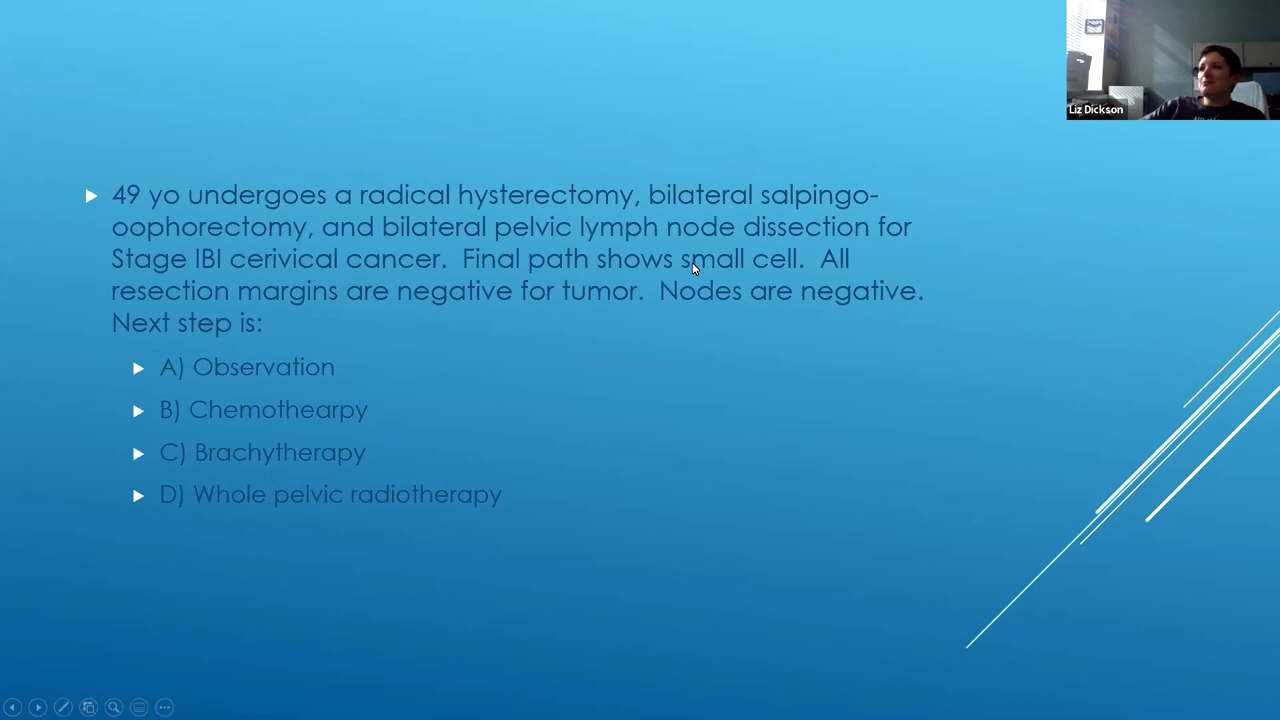 Liz Dickson
49 yo undergoes a radical hysterectomy, bilateral salpingo-
oophorectomy, and bilateral pelvic lymph node dissection for
Stage IBI cerivical cancer.  Final path shows small cell.  All
resection margins are negative for tumor.  Nodes are negative.
Next step is:
A) Observation
B) Chemothearpy
C) Brachytherapy
D) Whole pelvic radiotherapy